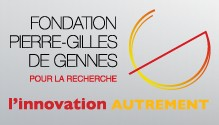 FONDATION
PIERRE-GILLES
DE GENNES
POUR LA RECHERCHE
l'innovation AUTREMENT